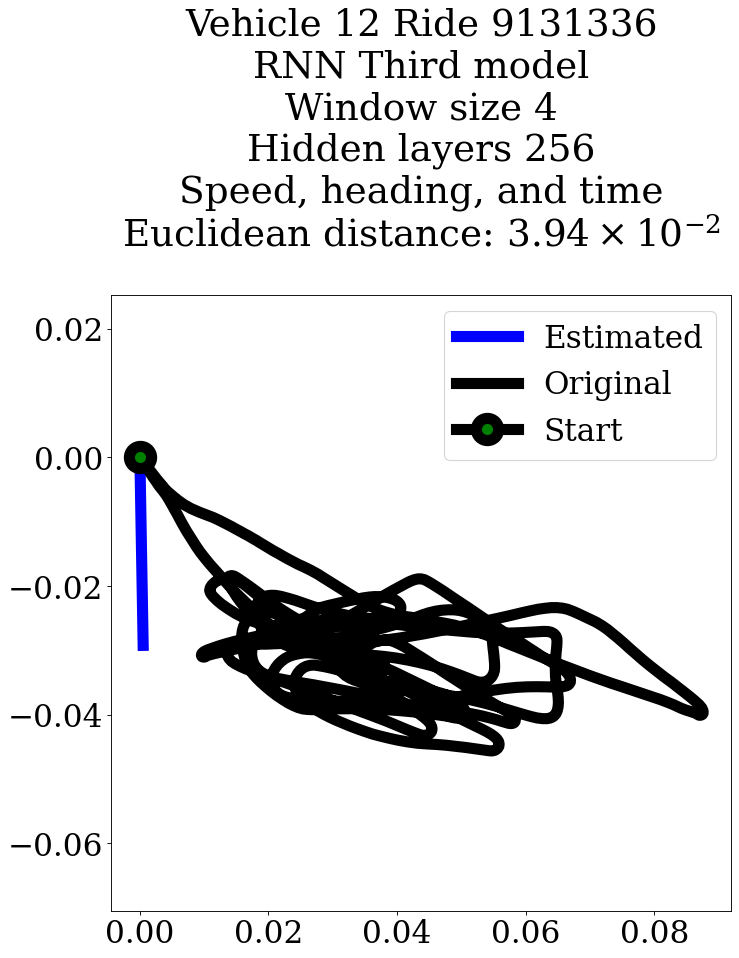 Vehicle 12 Ride 9131336
RNN Third model
Window size 4
Hidden layers 256
Speed, heading, and time
Euclidean distance: 3.94 × 10⁻²
Estimated
Original
Start
0.02
0.00
−0.02
−0.04
−0.06
0.00 0.02 0.04 0.06 0.08